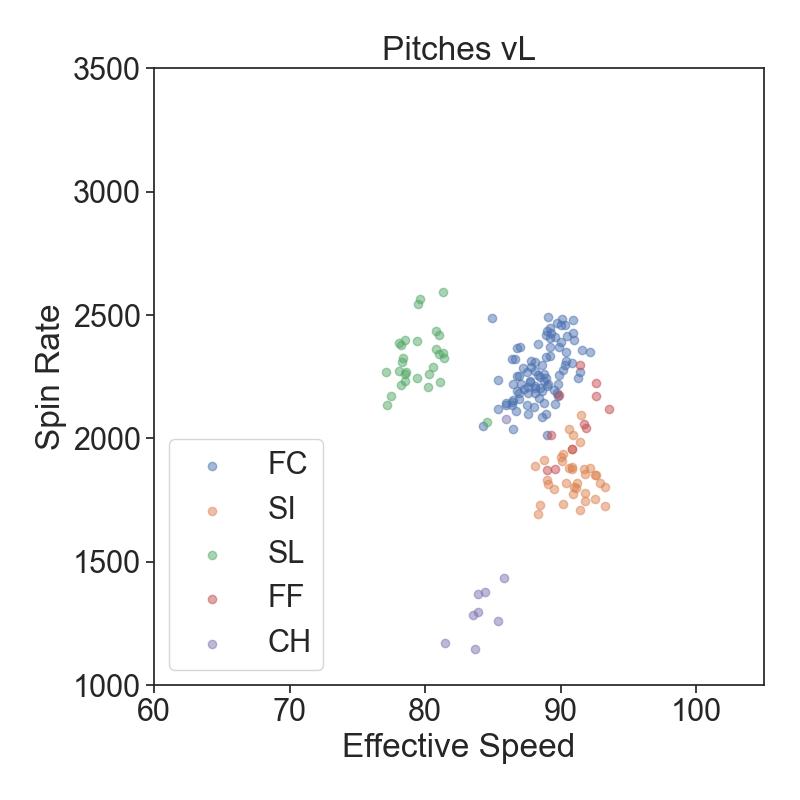 Pitches vL
3500
3000
2500
2000
1500
1000
Spin Rate
FC
SI
SL
FF
CH
60 70 80 90 100
Effective Speed